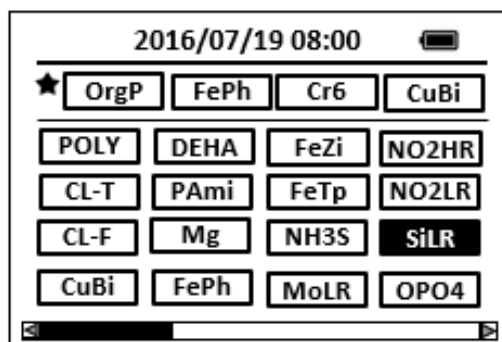 2016/07/19 08:00
OrgP FePh Cr6 CuBi
POLY DEHA FeZi NO2HR
CL-T PAmi FeTp NO2LR
CL-F Mg NH3S SiLR
CuBi FePh MoLR OPO4